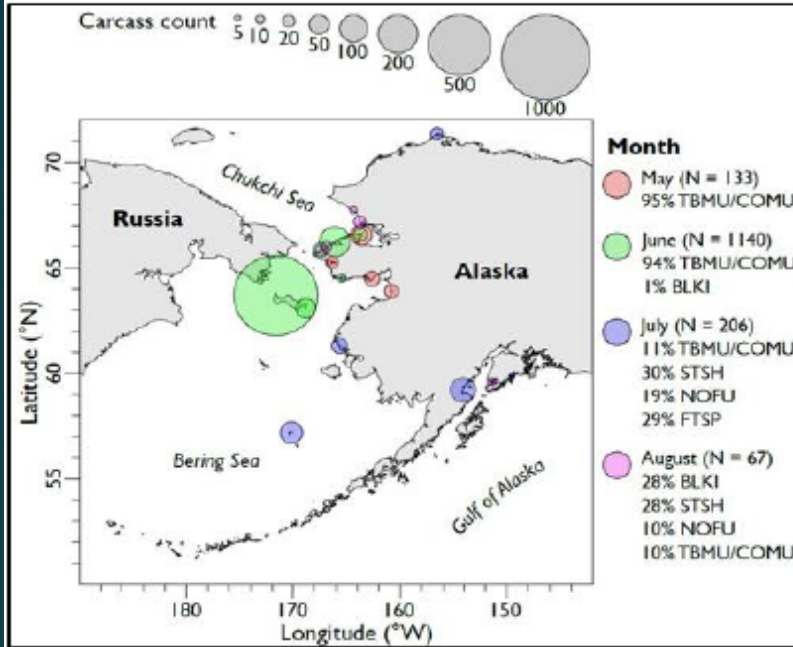 Carcass count
5 10 20 50 100 200 500 1000
70
65
60
55
Latitude (°N)
Chukchi Sea
Russia
Alaska
Bering Sea
Gulf of Alaska
180 170 160 150
Longitude (°W)
Month
May (N = 133)
95% TBMU/COMU
June (N = 1140)
94% TBMU/COMU
1% BLKI
July (N = 206)
11% TBMU/COMU
30% STSH
19% NOFU
29% FTSP
August (N = 67)
28% BLKI
28% STSH
10% NOFU
10% TBMU/COMU